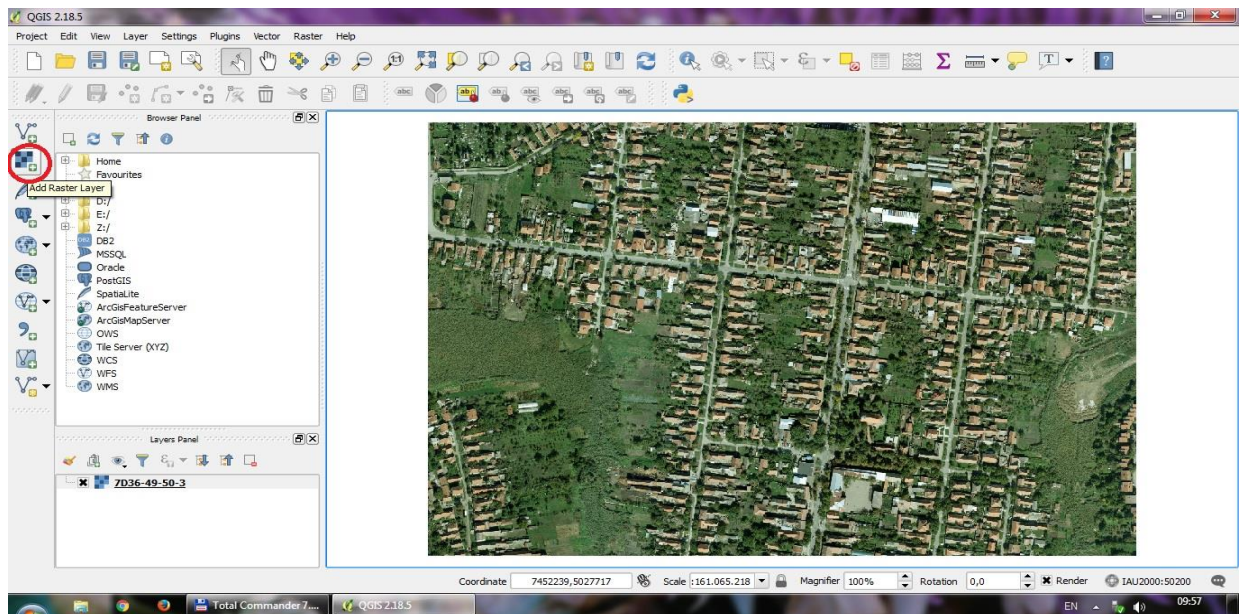 QGIS 2.18.5
Project Edit View Layer Settings Plugins Vector Raster Help
Browser Panel
Home
Favourites
Add Raster Layer
D:/
E:/
Z:/
DB2
MSSQL
Oracle
PostGIS
SpatiaLite
ArcGisFeatureServer
ArcGisMapServer
OWS
Tile Server (XYZ)
WCS
WFS
WMS
Layers Panel
7D36-49-50-3
Coordinate 7452239,5027717 Scale :161.065.218 Magnifier 100% Rotation 0,0 Render IAU2000:50200
Total Commander 7.... QGIS 2.18.5 EN 09:57